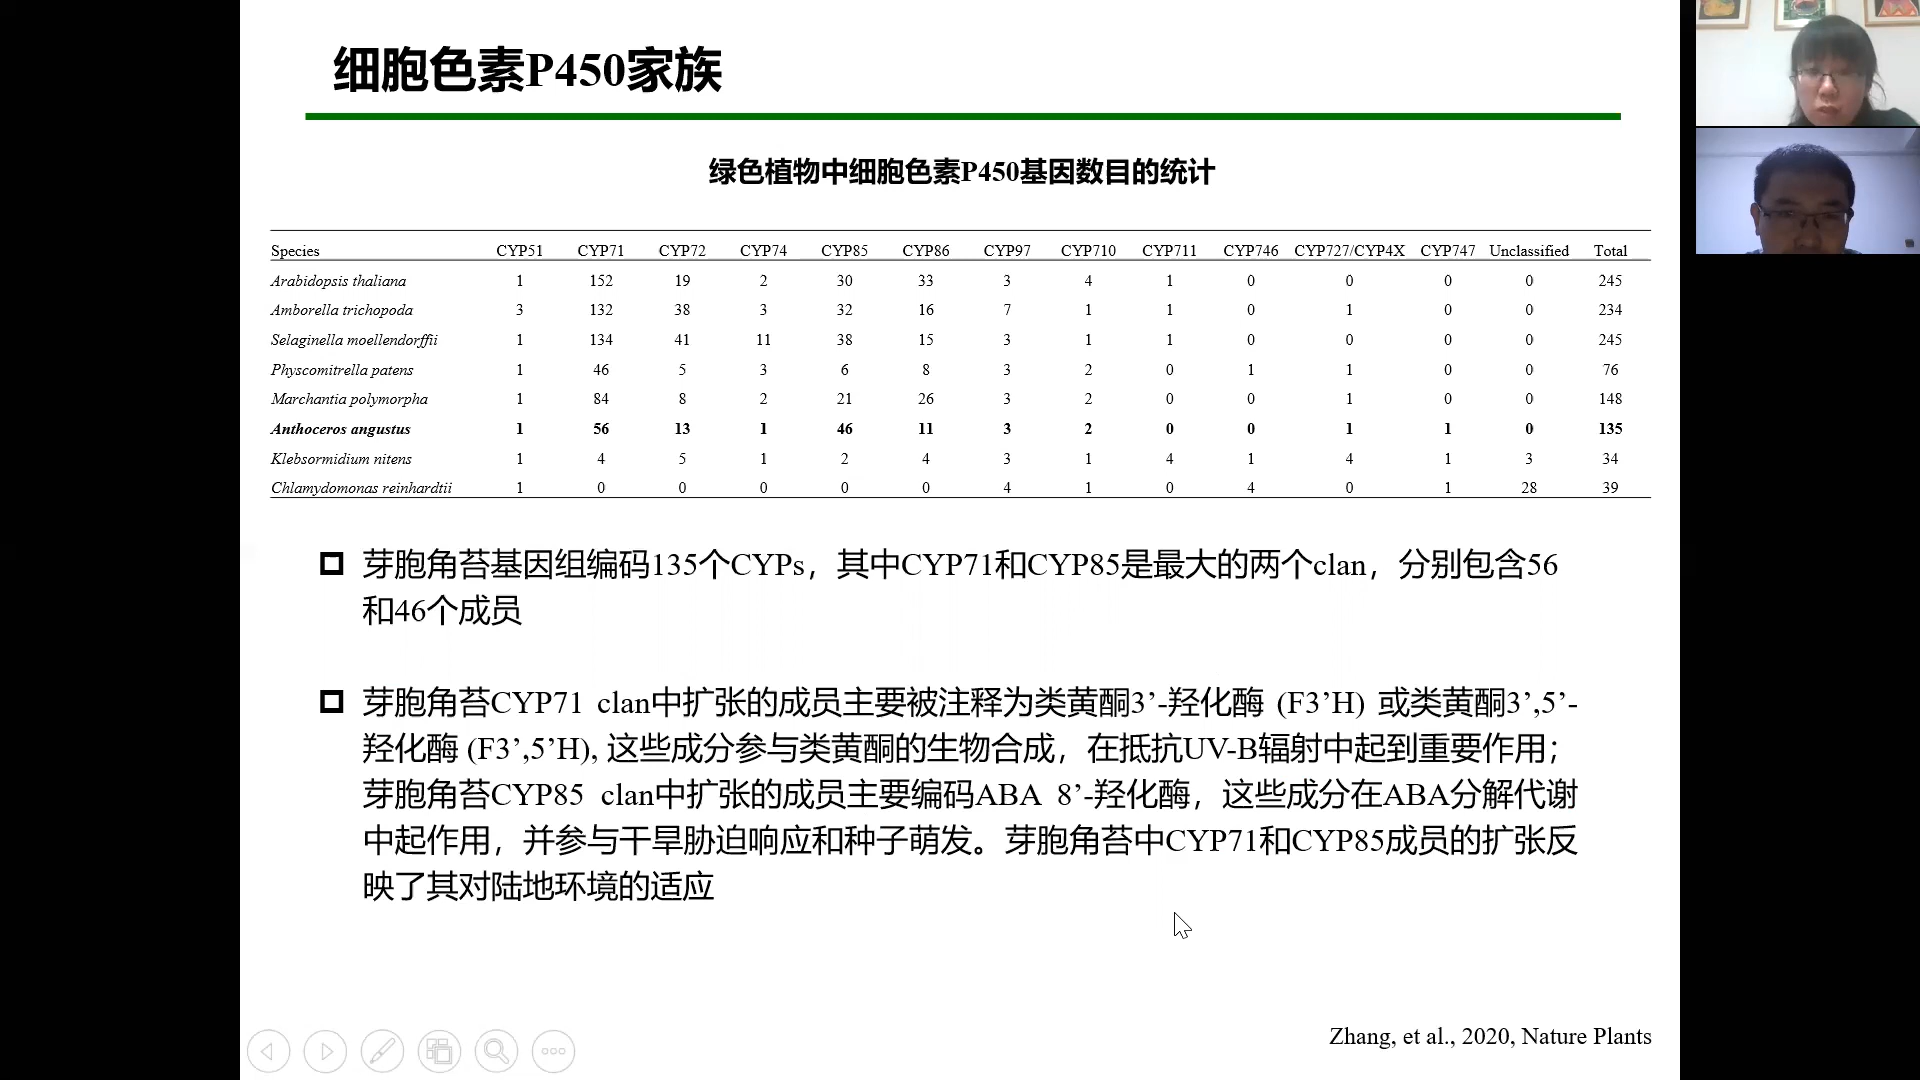 细胞色素P450家族
绿色植物中细胞色素P450基因数目的统计
Species CYP51 CYP71 CYP72 CYP74 CYP85 CYP86 CYP97 CYP710 CYP711 CYP746 CYP727/CYP4X CYP747 Unclassified Total
Arabidopsis thaliana 1 152 19 2 30 33 3 4 1 0 0 0 0 245
Amborella trichopoda 3 132 38 3 32 16 7 1 1 0 1 0 0 234
Selaginella moellendorffii 1 134 41 11 38 15 3 1 1 0 0 0 0 245
Physcomitrella patens 1 46 5 3 6 8 3 2 0 1 1 0 0 76
Marchantia polymorpha 1 84 8 2 21 26 3 2 0 0 1 0 0 148
Anthoceros angustus 1 56 13 1 46 11 3 2 0 0 1 1 0 135
Klebsormidium nitens 1 4 5 1 2 4 3 1 4 1 4 1 3 34
Chlamydomonas reinhardtii 1 0 0 0 0 0 4 1 0 4 0 1 28 39
芽胞角苔基因组编码135个CYPs，其中CYP71和CYP85是最大的两个clan，分别包含56
和46个成员
芽胞角苔CYP71 clan中扩张的成员主要被注释为类黄酮3’-羟化酶 (F3’H) 或类黄酮3’,5’-
羟化酶 (F3’,5’H), 这些成分参与类黄酮的生物合成，在抵抗UV-B辐射中起到重要作用；
芽胞角苔CYP85 clan中扩张的成员主要编码ABA 8’-羟化酶，这些成分在ABA分解代谢
中起作用，并参与干旱胁迫响应和种子萌发。芽胞角苔中CYP71和CYP85成员的扩张反
映了其对陆地环境的适应
Zhang, et al., 2020, Nature Plants